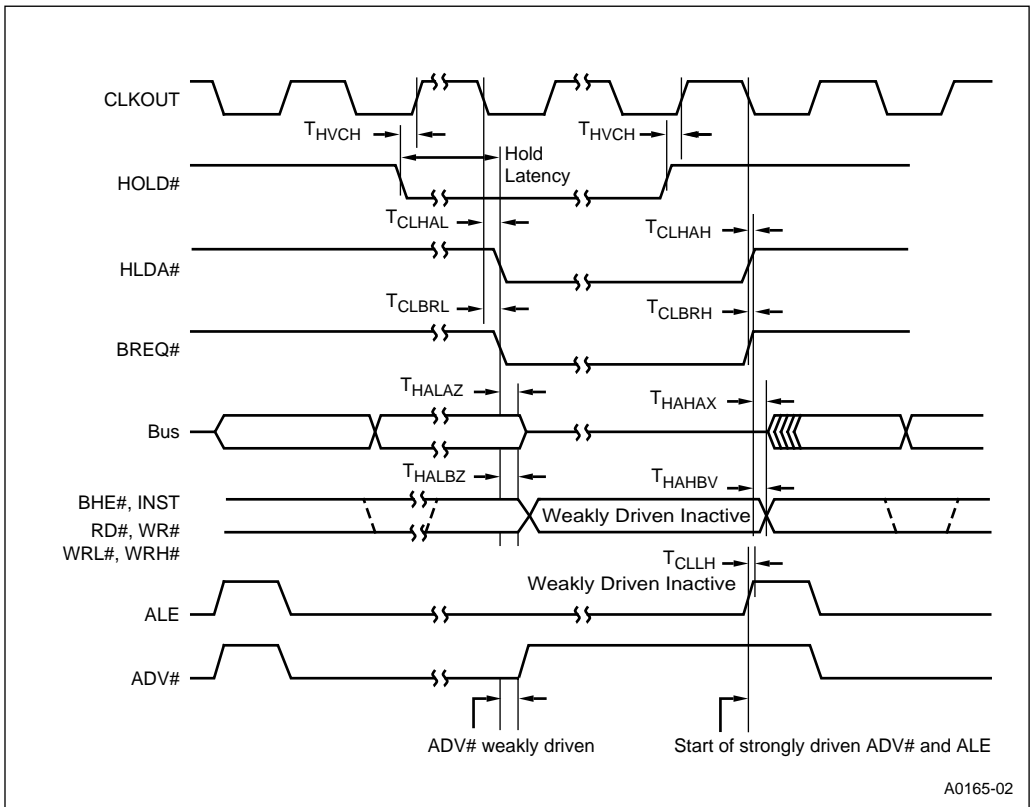 CLKOUT
THVCH THVCH
HOLD#
Hold
Latency
TCLHAL TCLHAH
HLDA#
TCLBRL TCLBRH
BREQ#
THALAZ THAHAX
Bus
THALBZ THAHBV
BHE#, INST
RD#, WR#
WRL#, WRH#
Weakly Driven Inactive
TCLLH
Weakly Driven Inactive
ALE
ADV#
ADV# weakly driven
Start of strongly driven ADV# and ALE
A0165-02